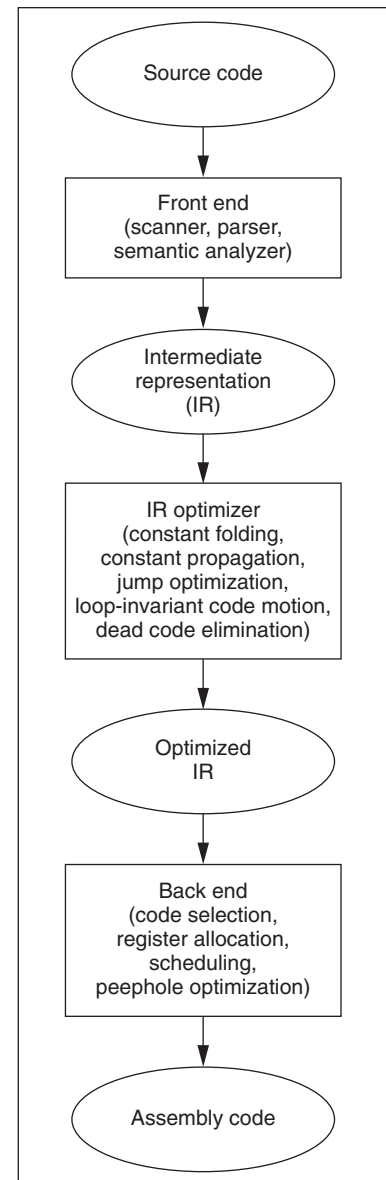 Source code
Front end
(scanner, parser,
semantic analyzer)
Intermediate
representation
(IR)
IR optimizer
(constant folding,
constant propagation,
jump optimization,
loop-invariant code motion,
dead code elimination)
Optimized
IR
Back end
(code selection,
register allocation,
scheduling,
peephole optimization)
Assembly code